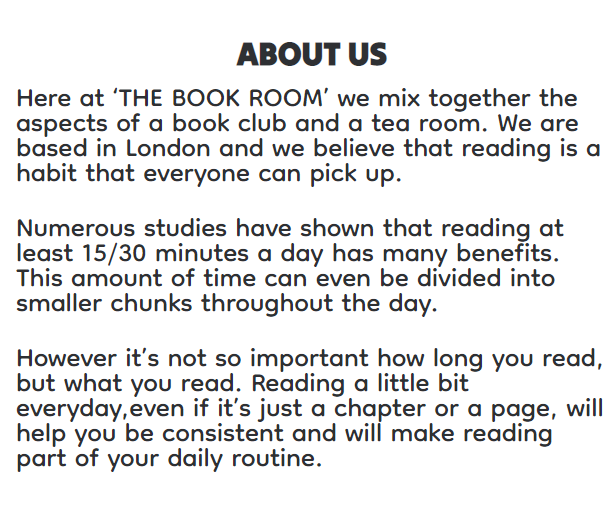 ABOUT US
Here at ‘THE BOOK ROOM’ we mix together the
aspects of a book club and a tea room. We are
based in London and we believe that reading is a
habit that everyone can pick up.
Numerous studies have shown that reading at
least 15/30 minutes a day has many benefits.
This amount of time can even be divided into
smaller chunks throughout the day.
However it’s not so important how long you read,
but what you read. Reading a little bit
everyday,even if it’s just a chapter or a page, will
help you be consistent and will make reading
part of your daily routine.